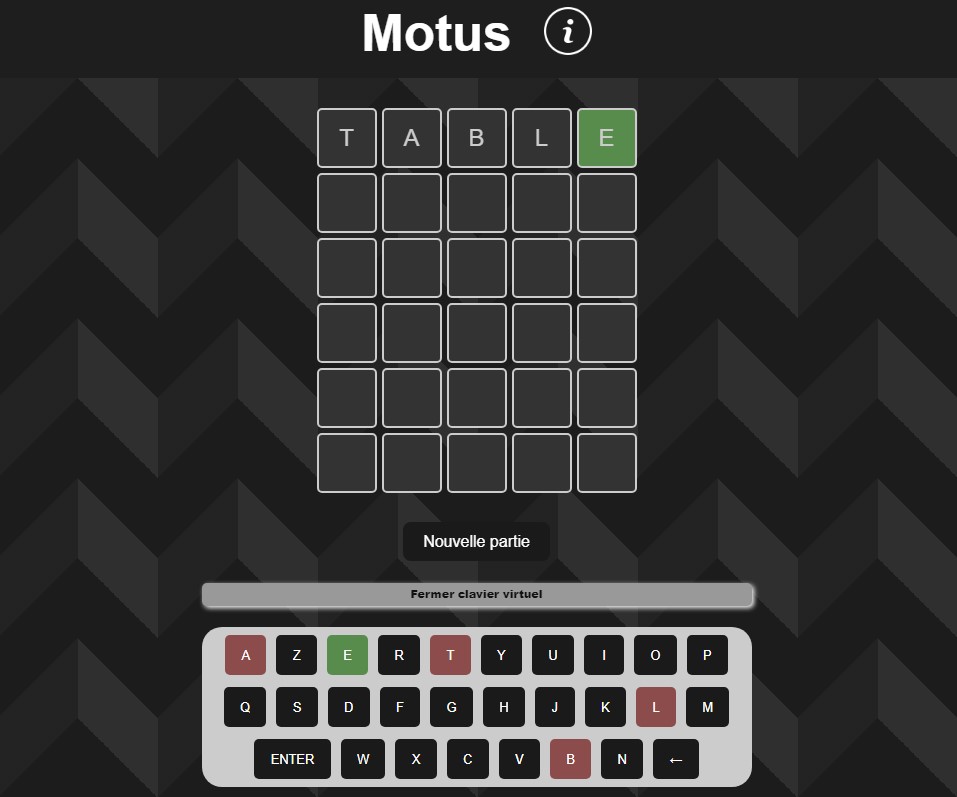 Motus i
T A B L E
Nouvelle partie
Fermer clavier virtuel
A Z E R T Y U I O P
Q S D F G H J K L M
ENTER W X C V B N ←